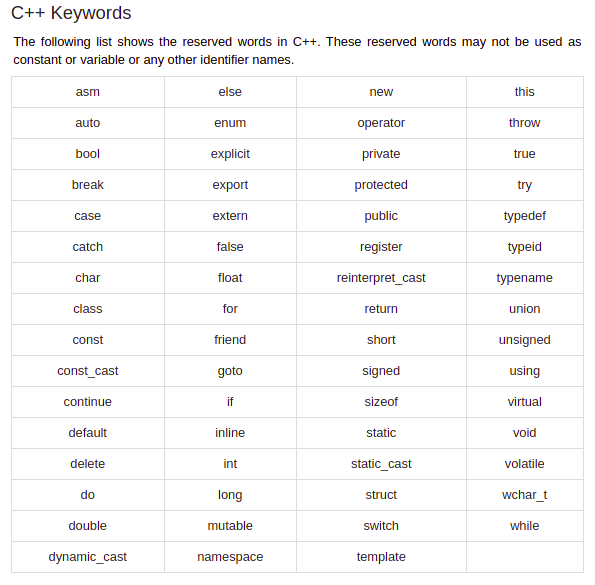 C++ Keywords
The following list shows the reserved words in C++. These reserved words may not be used as
constant or variable or any other identifier names.
asm else new this
auto enum operator throw
bool explicit private true
break export protected try
case extern public typedef
catch false register typeid
char float reinterpret_cast typename
class for return union
const friend short unsigned
const_cast goto signed using
continue if sizeof virtual
default inline static void
delete int static_cast volatile
do long struct wchar_t
double mutable switch while
dynamic_cast namespace template